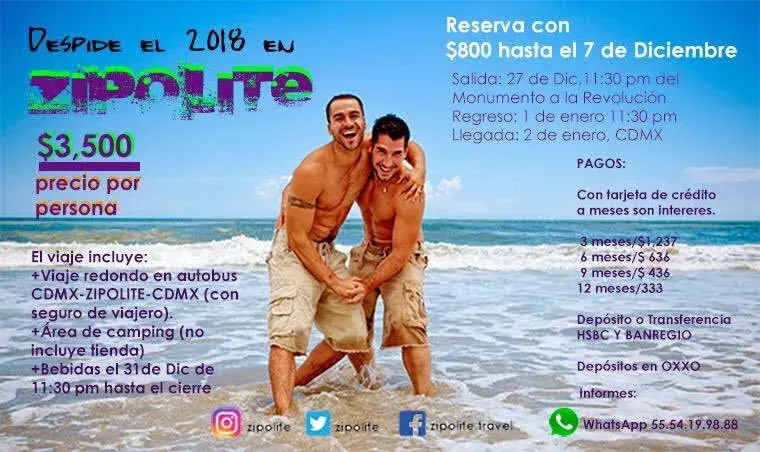 DESPIDE EL 2018 EN
ZIPOLITE
$3,500
precio por
persona
El viaje incluye:
+Viaje redondo en autobus
CDMX-ZIPOLITE-CDMX (con
seguro de viajero).
+Área de camping (no
incluye tienda)
+Bebidas el 31de Dic de
11:30 pm hasta el cierre
Reserva con
$800 hasta el 7 de Diciembre
Salida: 27 de Dic,11:30 pm del
Monumento a la Revolución
Regreso: 1 de enero 11:30 pm
Llegada: 2 de enero, CDMX
PAGOS:
Con tarjeta de crédito
a meses son intereres.
3 meses/$1,237
6 meses/$ 636
9 meses/$ 436
12 meses/333
Depósito o Transferencia
HSBC Y BANREGIO
Depósitos en OXXO
Informes:
WhatsApp 55.54.19.98.88
zipolite
zipolite
zipolite.travel